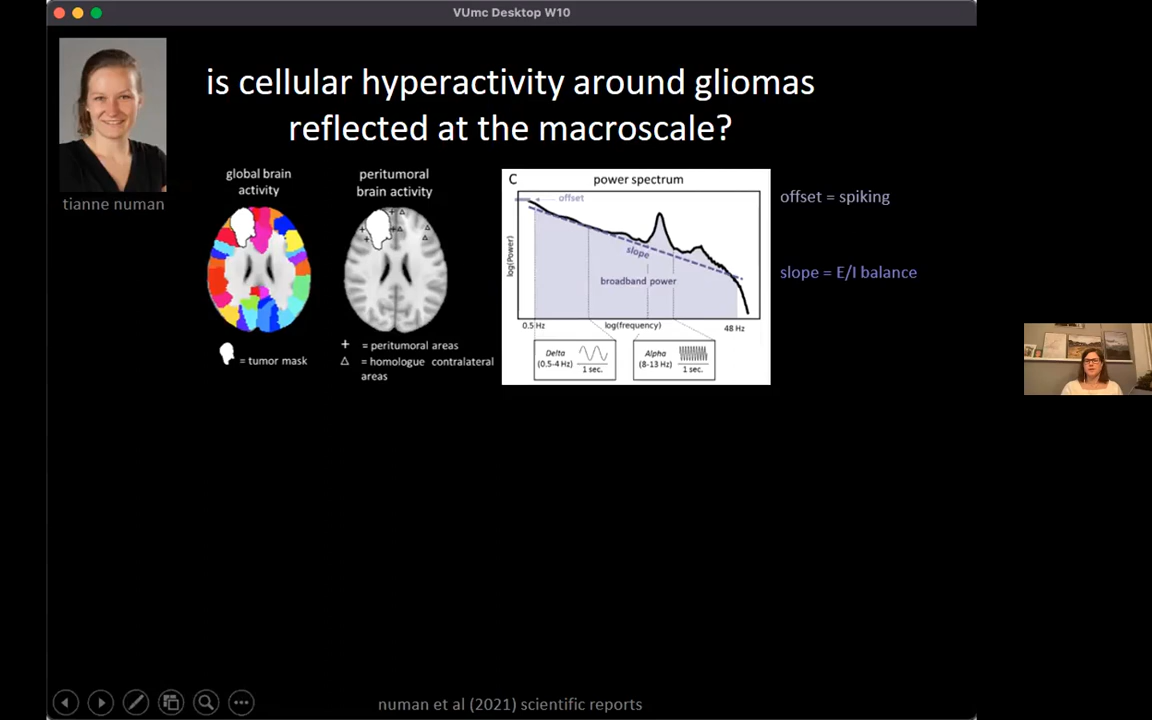 VUmc Desktop W10
is cellular hyperactivity around gliomas
reflected at the macroscale?
tianne numan
global brain
activity
peritumoral
brain activity
= tumor mask
+ = peritumoral areas
△ = homologue contralateral
areas
C
power spectrum
offset
slope
broadband power
log(Power)
0.5 Hz
log(frequency)
48 Hz
Delta
(0.5-4 Hz)
1 sec.
Alpha
(8-13 Hz)
1 sec.
offset = spiking
slope = E/I balance
numan et al (2021) scientific reports